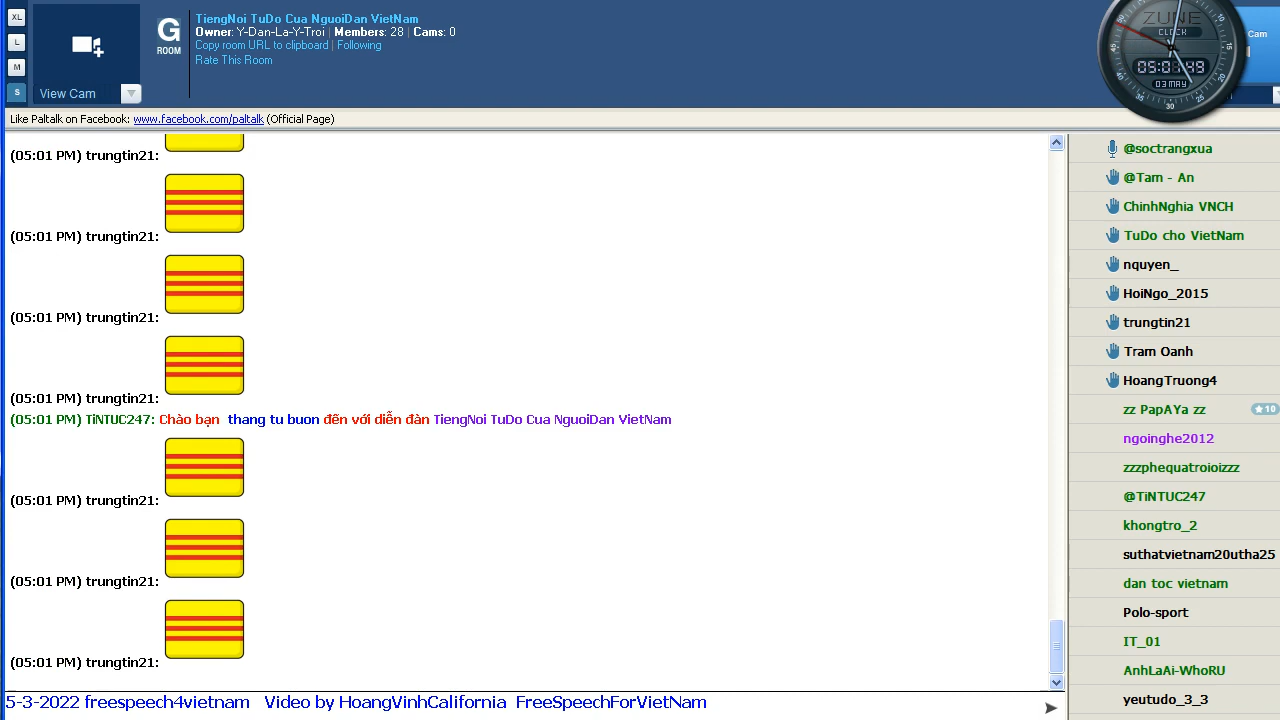 XL
L
M
S
View Cam
G
ROOM
TiengNoi TuDo Cua NguoiDan VietNam
Owner: Y-Dan-La-Y-Troi | Members: 28 | Cams: 0
Copy room URL to clipboard | Following
Rate This Room
ZUNE
CLOCK
05:07:49
03 MAY
Cam
Like Paltalk on Facebook: www.facebook.com/paltalk (Official Page)
(05:01 PM) trungtin21:
(05:01 PM) trungtin21:
(05:01 PM) trungtin21:
(05:01 PM) trungtin21:
(05:01 PM) TiNTUC247: Chào bạn thang tu buon đến với diễn đàn TiengNoi TuDo Cua NguoiDan VietNam
(05:01 PM) trungtin21:
(05:01 PM) trungtin21:
(05:01 PM) trungtin21:
@soctrangxua
@Tam - An
ChinhNghia VNCH
TuDo cho VietNam
nquyen_
HoiNgo_2015
trungtin21
Tram Oanh
HoangTruong4
zz PapAYa zz
10
ngoinghe2012
zzzphequatroioizzz
@TiNTUC247
khongtro_2
suthatvietnam20utha25
dan toc vietnam
Polo-sport
IT_01
AnhLaAi-WhoRU
yeutudo_3_3
5-3-2022 freespeech4vietnam Video by HoangVinhCalifornia FreeSpeechForVietNam